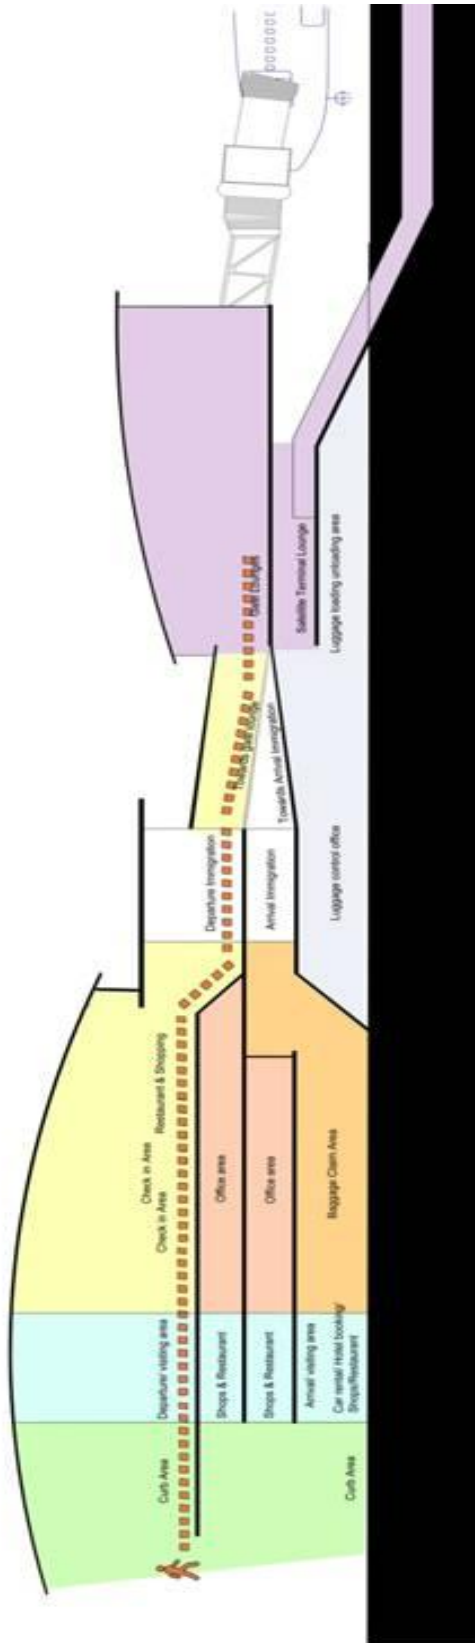 Check in Area
Curb Area
Departure/ visiting area
Check in Area
Restaurant & Shopping
Departure Immigration
Towards gate lounge
Gate Lounges
Shops & Restaurant
Office area
Shops & Restaurant
Office area
Arrival Immigration
Towards Arrival Immigration
Satellite Terminal Lounge
Arrival/ visiting area
Car rental/ Hotel booking/
Shops/Restaurant
Baggage Claim Area
Luggage control office
Luggage loading unloading area
Curb Area